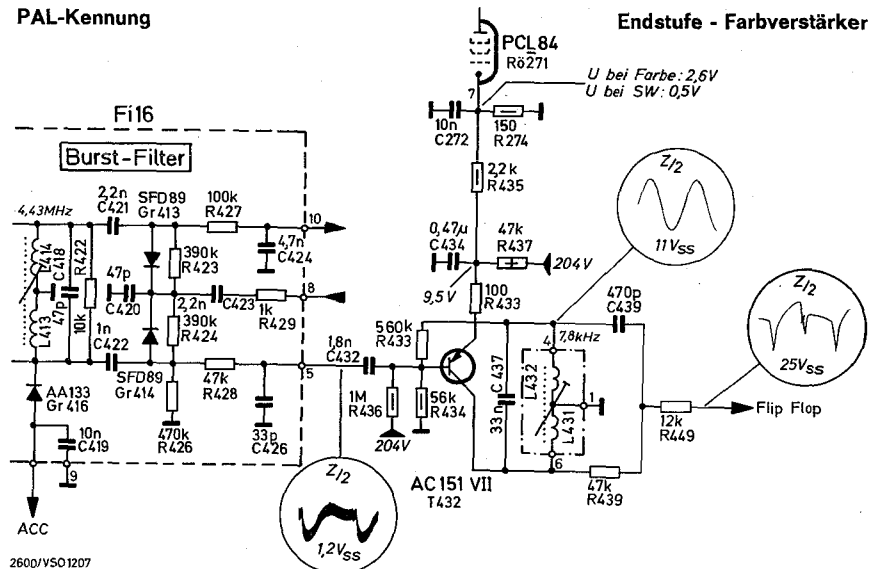 PAL-Kennung
Endstufe - Farbverstärker
PCL84
Rö271
7
U bei Farbe: 2,6V
U bei SW: 0,5V
10n
C272
150
R274
2,2k
R435
Z/2
11Vss
Fi16
Burst-Filter
4,43MHz
2,2n
C421
SFD89
Gr413
100k
R427
10
4,7n
C424
L414
C418
47p
R422
10k
390k
R423
47p
C420
2,2n
C423
8
1k
R429
390k
R424
L413
1n
C422
SFD89
Gr414
47k
R428
5
AA133
Gr416
10n
C419
9
470k
R426
33p
C426
ACC
0,47µ
C434
47k
R437
204V
9,5V
100
R433
560k
R433
1,8n
C432
1M
R436
204V
56k
R434
C437
33n
7,8kHz
4
L432
1
L431
6
470p
C439
Z/2
25Vss
12k
R449
Flip Flop
47k
R439
AC 151 VII
T432
Z/2
1,2Vss
2600/VS01207